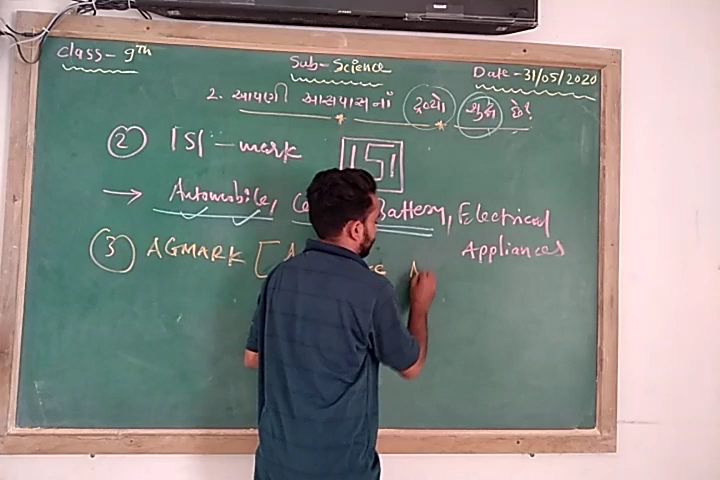 Class - 9th
Sub - Science
Date - 31/05/2020
2. આપણી આસપાસનાં દ્રવ્યો શુદ્ધ છે?
② ISI - mark
ISI
→ Automobile, Battery, Electrical Appliances
③ AGMARK [